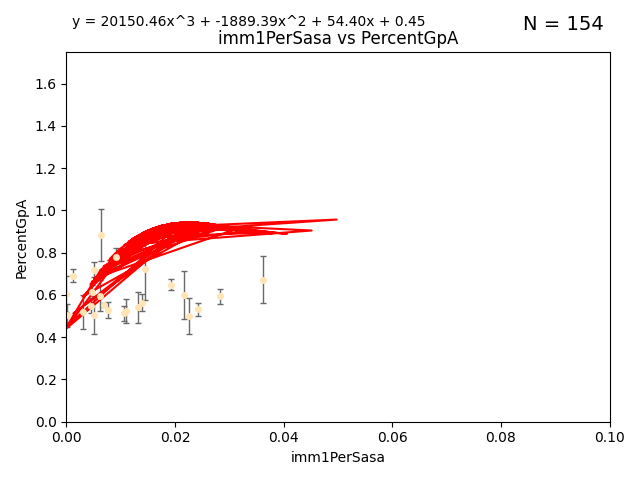 y = 20150.46x^3 + -1889.39x^2 + 54.40x + 0.45
N = 154
imm1PerSasa vs PercentGpA
PercentGpA
1.6
1.4
1.2
1.0
0.8
0.6
0.4
0.2
0.0
0.00 0.02 0.04 0.06 0.08 0.10
imm1PerSasa